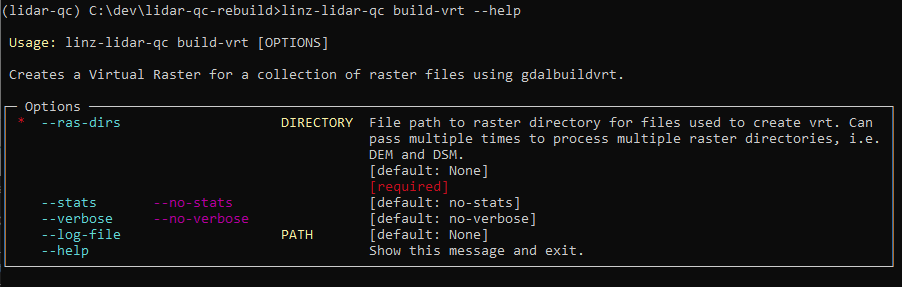 (lidar-qc) C:\dev\lidar-qc-rebuild>linz-lidar-qc build-vrt --help
Usage: linz-lidar-qc build-vrt [OPTIONS]
Creates a Virtual Raster for a collection of raster files using gdalbuildvrt.
Options
* --ras-dirs DIRECTORY File path to raster directory for files used to create vrt. Can
pass multiple times to process multiple raster directories, i.e.
DEM and DSM.
[default: None]
[required]
--stats --no-stats [default: no-stats]
--verbose --no-verbose [default: no-verbose]
--log-file PATH [default: None]
--help Show this message and exit.